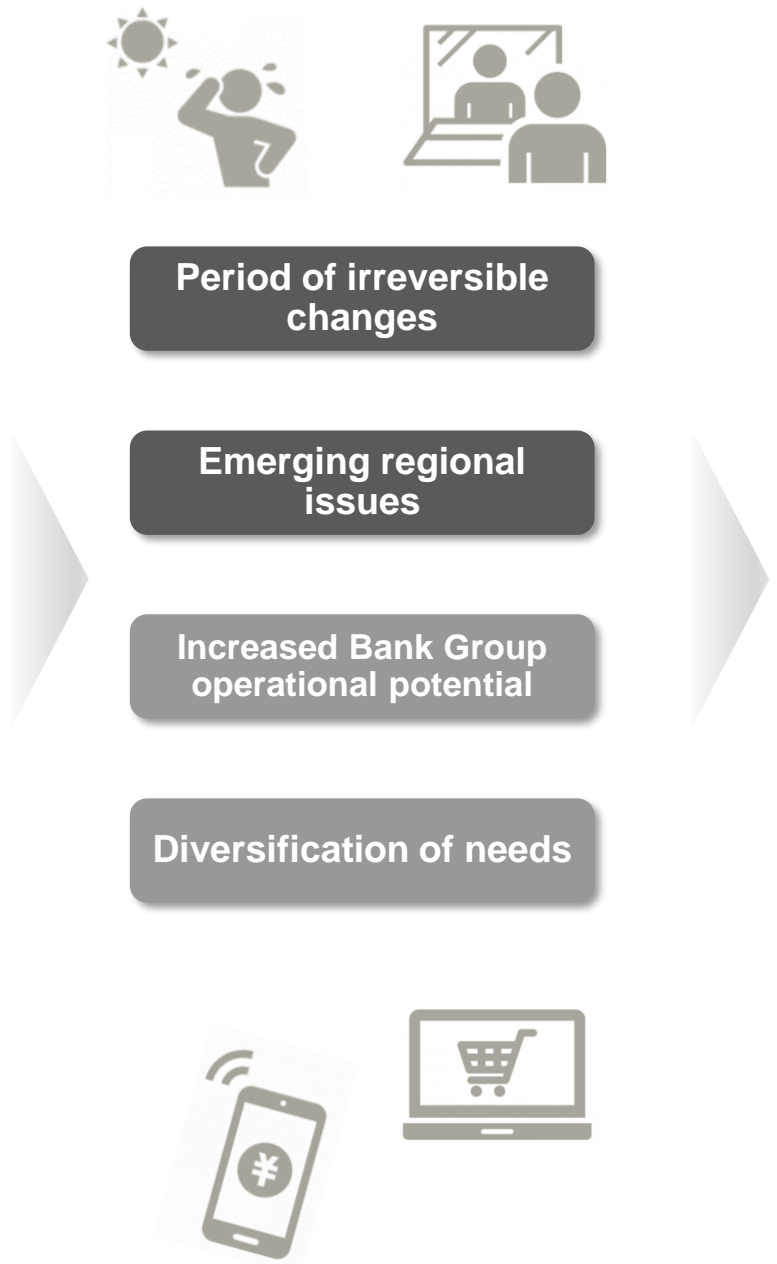 Period of irreversible
changes
Emerging regional
issues
Increased Bank Group
operational potential
Diversification of needs
¥